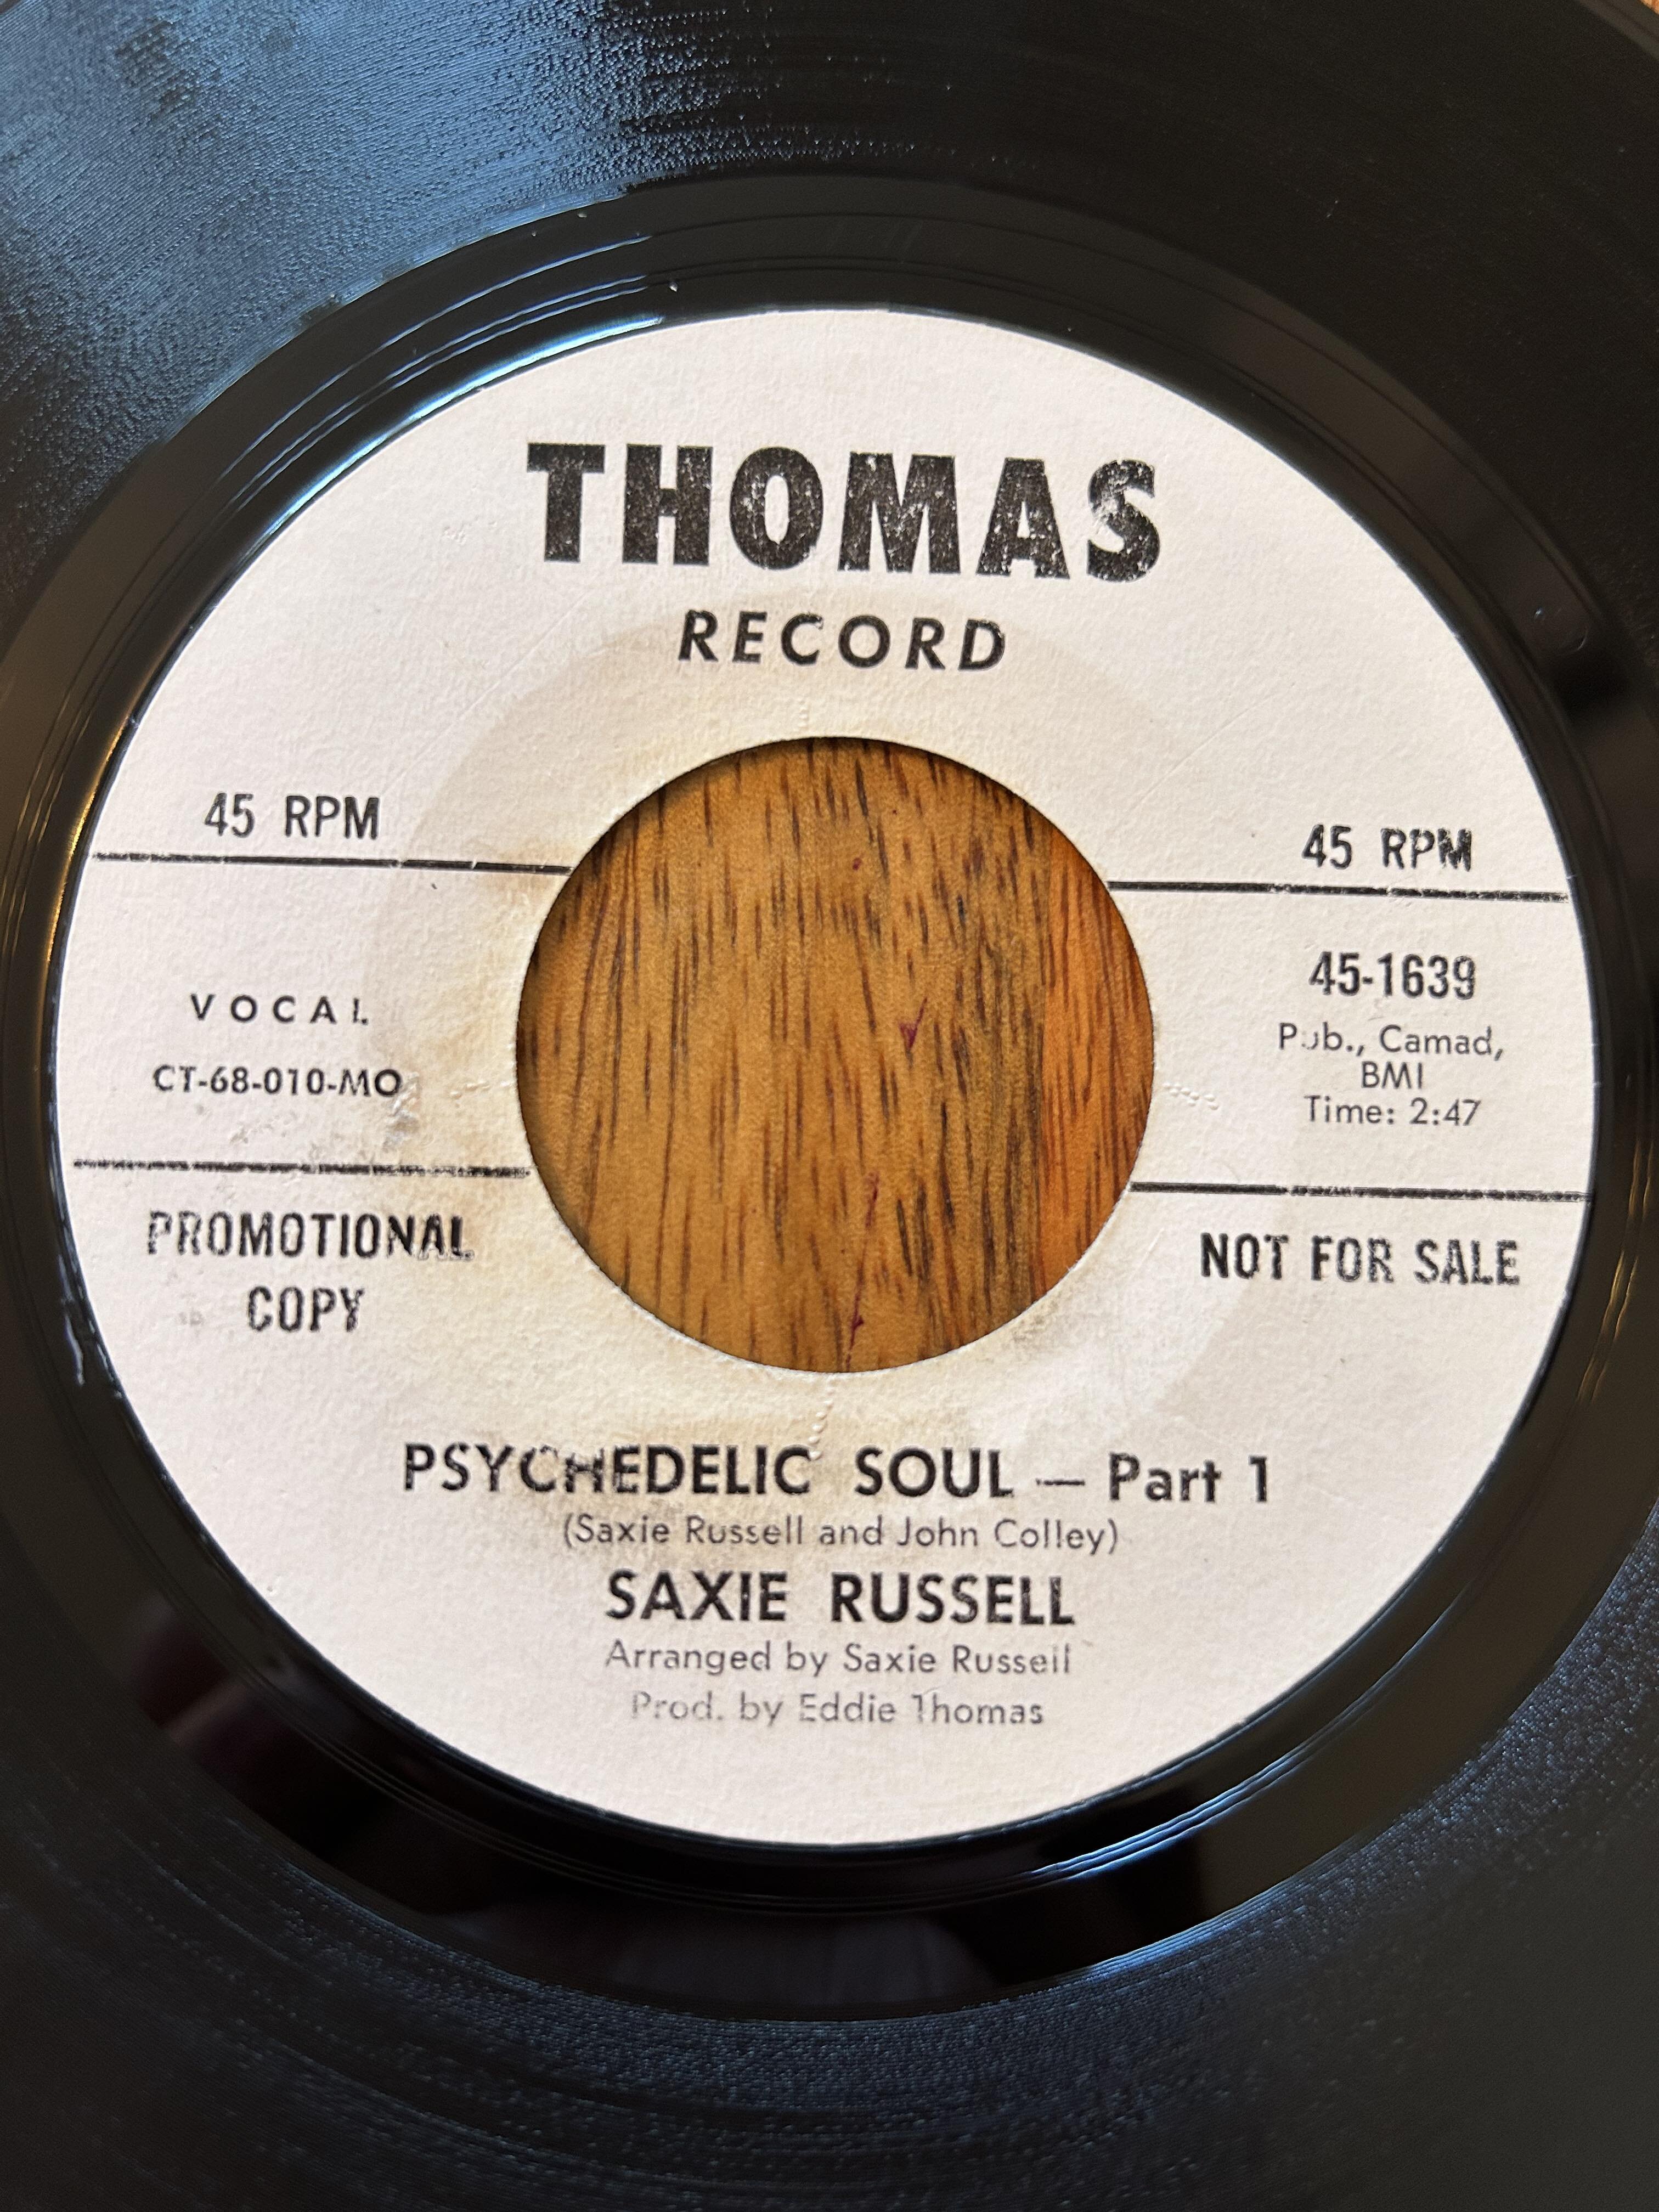 THOMAS
RECORD
45 RPM
45 RPM
VOCAL
CT-68-010-MO
45-1639
Pub., Camad,
BMI
Time: 2:47
PROMOTIONAL
COPY
NOT FOR SALE
PSYCHEDELIC SOUL — Part 1
(Saxie Russell and John Colley)
SAXIE RUSSELL
Arranged by Saxie Russell
Prod. by Eddie Thomas